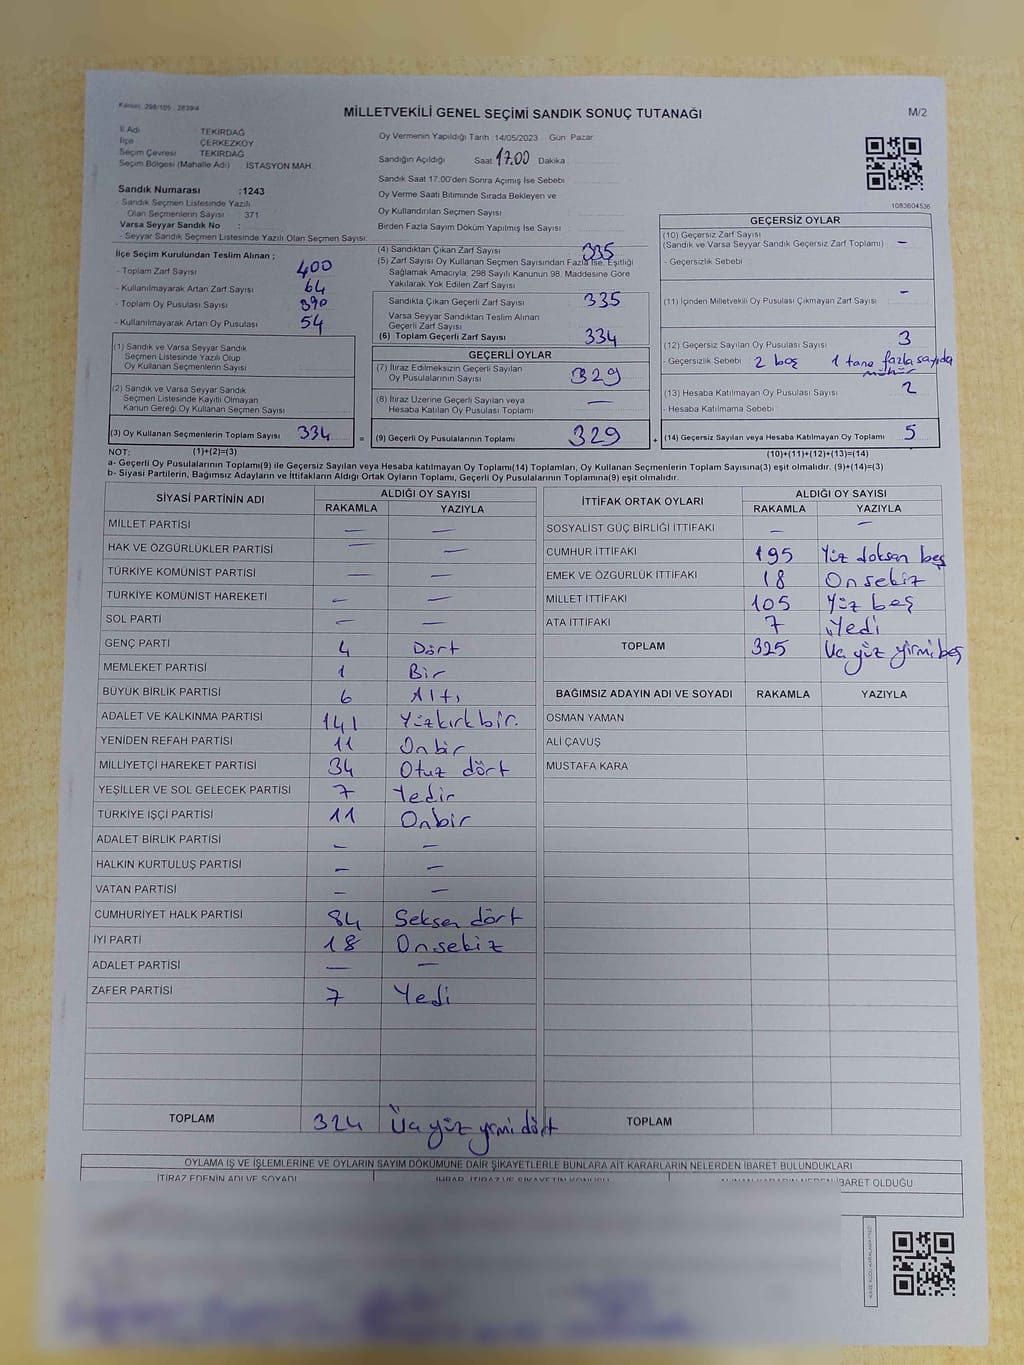 Kanun: 298/105 , 2839/4
MİLLETVEKİLİ GENEL SEÇİMİ SANDIK SONUÇ TUTANAĞI
M/2
İl Adı TEKİRDAĞ
İlçe ÇERKEZKÖY
Seçim Çevresi TEKİRDAĞ
Seçim Bölgesi (Mahalle Adı) : İSTASYON MAH.
Sandık Numarası :1243
- Sandık Seçmen Listesinde Yazılı
Olan Seçmenlerin Sayısı : 371
Varsa Seyyar Sandık No :
- Seyyar Sandık Seçmen Listesinde Yazılı Olan Seçmen Sayısı:
Oy Vermenin Yapıldığı Tarih :14/05/2023 Gün: Pazar
Sandığın Açıldığı Saat 17.00 Dakika
Sandık Saat 17:00'den Sonra Açımış İse Sebebi
Oy Verme Saati Bitiminde Sırada Bekleyen ve
Oy Kullandırılan Seçmen Sayısı
Birden Fazla Sayım Döküm Yapılmış İse Sayısı
1083604536
İlçe Seçim Kurulundan Teslim Alınan ;
- Toplam Zarf Sayısı 400
- Kullanılmayarak Artan Zarf Sayısı 64
- Toplam Oy Pusulası Sayısı 390
- Kullanılmayarak Artan Oy Pusulası 54
(1) Sandık ve Varsa Seyyar Sandık
Seçmen Listesinde Yazılı Olup
Oy Kullanan Seçmenlerin Sayısı
(2) Sandık ve Varsa Seyyar Sandık
Seçmen Listesinde Kayıtlı Olmayan
Kanun Gereği Oy Kullanan Seçmen Sayısı
(3) Oy Kullanan Seçmenlerin Toplam Sayısı 334
(4) Sandıktan Çıkan Zarf Sayısı 335
(5) Zarf Sayısı Oy Kullanan Seçmen Sayısından Fazla İse, Eşitliği
Sağlamak Amacıyla, 298 Sayılı Kanunun 98. Maddesine Göre
Yakılarak Yok Edilen Zarf Sayısı
Sandıkta Çıkan Geçerli Zarf Sayısı 335
Varsa Seyyar Sandıktan Teslim Alınan
Geçerli Zarf Sayısı
(6) Toplam Geçerli Zarf Sayısı 334
GEÇERLİ OYLAR
(7) İtiraz Edilmeksizin Geçerli Sayılan
Oy Pusulalarının Sayısı 329
(8) İtiraz Üzerine Geçerli Sayılan veya
Hesaba Katılan Oy Pusulası Toplamı —
= (9) Geçerli Oy Pusulalarının Toplamı 329
GEÇERSİZ OYLAR
(10) Geçersiz Zarf Sayısı
(Sandık ve Varsa Seyyar Sandık Geçersiz Zarf Toplamı) -
- Geçersizlik Sebebi
(11) İçinden Milletvekili Oy Pusulası Çıkmayan Zarf Sayısı -
(12) Geçersiz Sayılan Oy Pusulası Sayısı 3
- Geçersizlik Sebebi 2 boş 1 tane fazla sayıda
mühür
(13) Hesaba Katılmayan Oy Pusulası Sayısı 2
- Hesaba Katılmama Sebebi
+ (14) Geçersiz Sayılan veya Hesaba Katılmayan Oy Toplamı 5
NOT: (1)+(2)=(3)
(10)+(11)+(12)+(13)=(14)
a- Geçerli Oy Pusulalarının Toplamı(9) ile Geçersiz Sayılan veya Hesaba katılmayan Oy Toplamı(14) Toplamları, Oy Kullanan Seçmenlerin Toplam Sayısına(3) eşit olmalıdır. (9)+(14)=(3)
b- Siyasi Partilerin, Bağımsız Adayların ve İttifakların Aldığı Ortak Oyların Toplamı, Geçerli Oy Pusulalarının Toplamına(9) eşit olmalıdır.
SİYASİ PARTİNİN ADI ALDIĞI OY SAYISI
RAKAMLA YAZIYLA
MİLLET PARTİSİ — —
HAK VE ÖZGÜRLÜKLER PARTİSİ — —
TÜRKİYE KOMÜNİST PARTİSİ — —
TÜRKİYE KOMÜNİST HAREKETİ — —
SOL PARTİ — —
GENÇ PARTİ 4 Dört
MEMLEKET PARTİSİ 1 Bir
BÜYÜK BİRLİK PARTİSİ 6 Altı
ADALET VE KALKINMA PARTİSİ 141 Yüzkırkbir.
YENİDEN REFAH PARTİSİ 11 Onbir
MİLLİYETÇİ HAREKET PARTİSİ 34 Otuz dört
YEŞİLLER VE SOL GELECEK PARTİSİ 7 Yedir
TÜRKİYE İŞÇİ PARTİSİ 11 Onbir
ADALET BİRLİK PARTİSİ — —
HALKIN KURTULUŞ PARTİSİ — —
VATAN PARTİSİ — —
CUMHURİYET HALK PARTİSİ 84 Seksen dört
İYİ PARTİ 18 Onsekiz
ADALET PARTİSİ — —
ZAFER PARTİSİ 7 Yedi
TOPLAM 324 Üç yüz yirmi dört
İTTİFAK ORTAK OYLARI ALDIĞI OY SAYISI
RAKAMLA YAZIYLA
SOSYALİST GÜÇ BİRLİĞİ İTTİFAKI — —
CUMHUR İTTİFAKI 195 Yüz doksan beş
EMEK VE ÖZGÜRLÜK İTTİFAKI 18 Onsekiz
MİLLET İTTİFAKI 105 Yüz beş
ATA İTTİFAKI 7 Yedi
TOPLAM 325 Üç yüz yirmi beş
BAĞIMSIZ ADAYIN ADI VE SOYADI RAKAMLA YAZIYLA
OSMAN YAMAN
ALİ ÇAVUŞ
MUSTAFA KARA
TOPLAM
OYLAMA İŞ VE İŞLEMLERİNE VE OYLARIN SAYIM DÖKÜMÜNE DAİR ŞİKAYETLERLE BUNLARA AİT KARARLARIN NELERDEN İBARET BULUNDUKLARI
İTİRAZ EDENİN ADI VE SOYADI İHBAR, İTİRAZ VE ŞİKAYETİN KONUSU ALINAN KARARIN NEDEN İBARET OLDUĞU